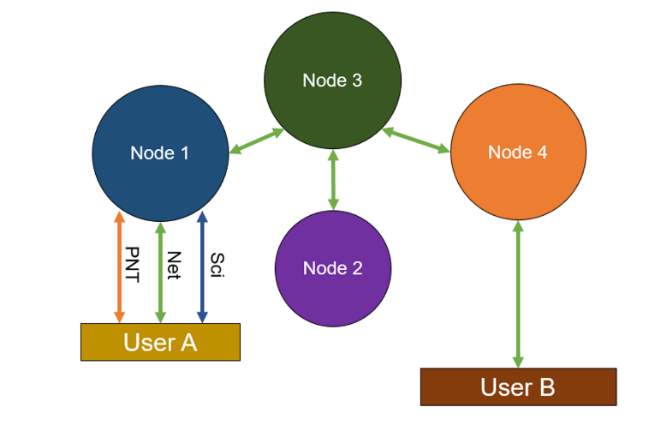 Node 3
Node 1
Node 4
PNT
Net
Sci
Node 2
User A
User B